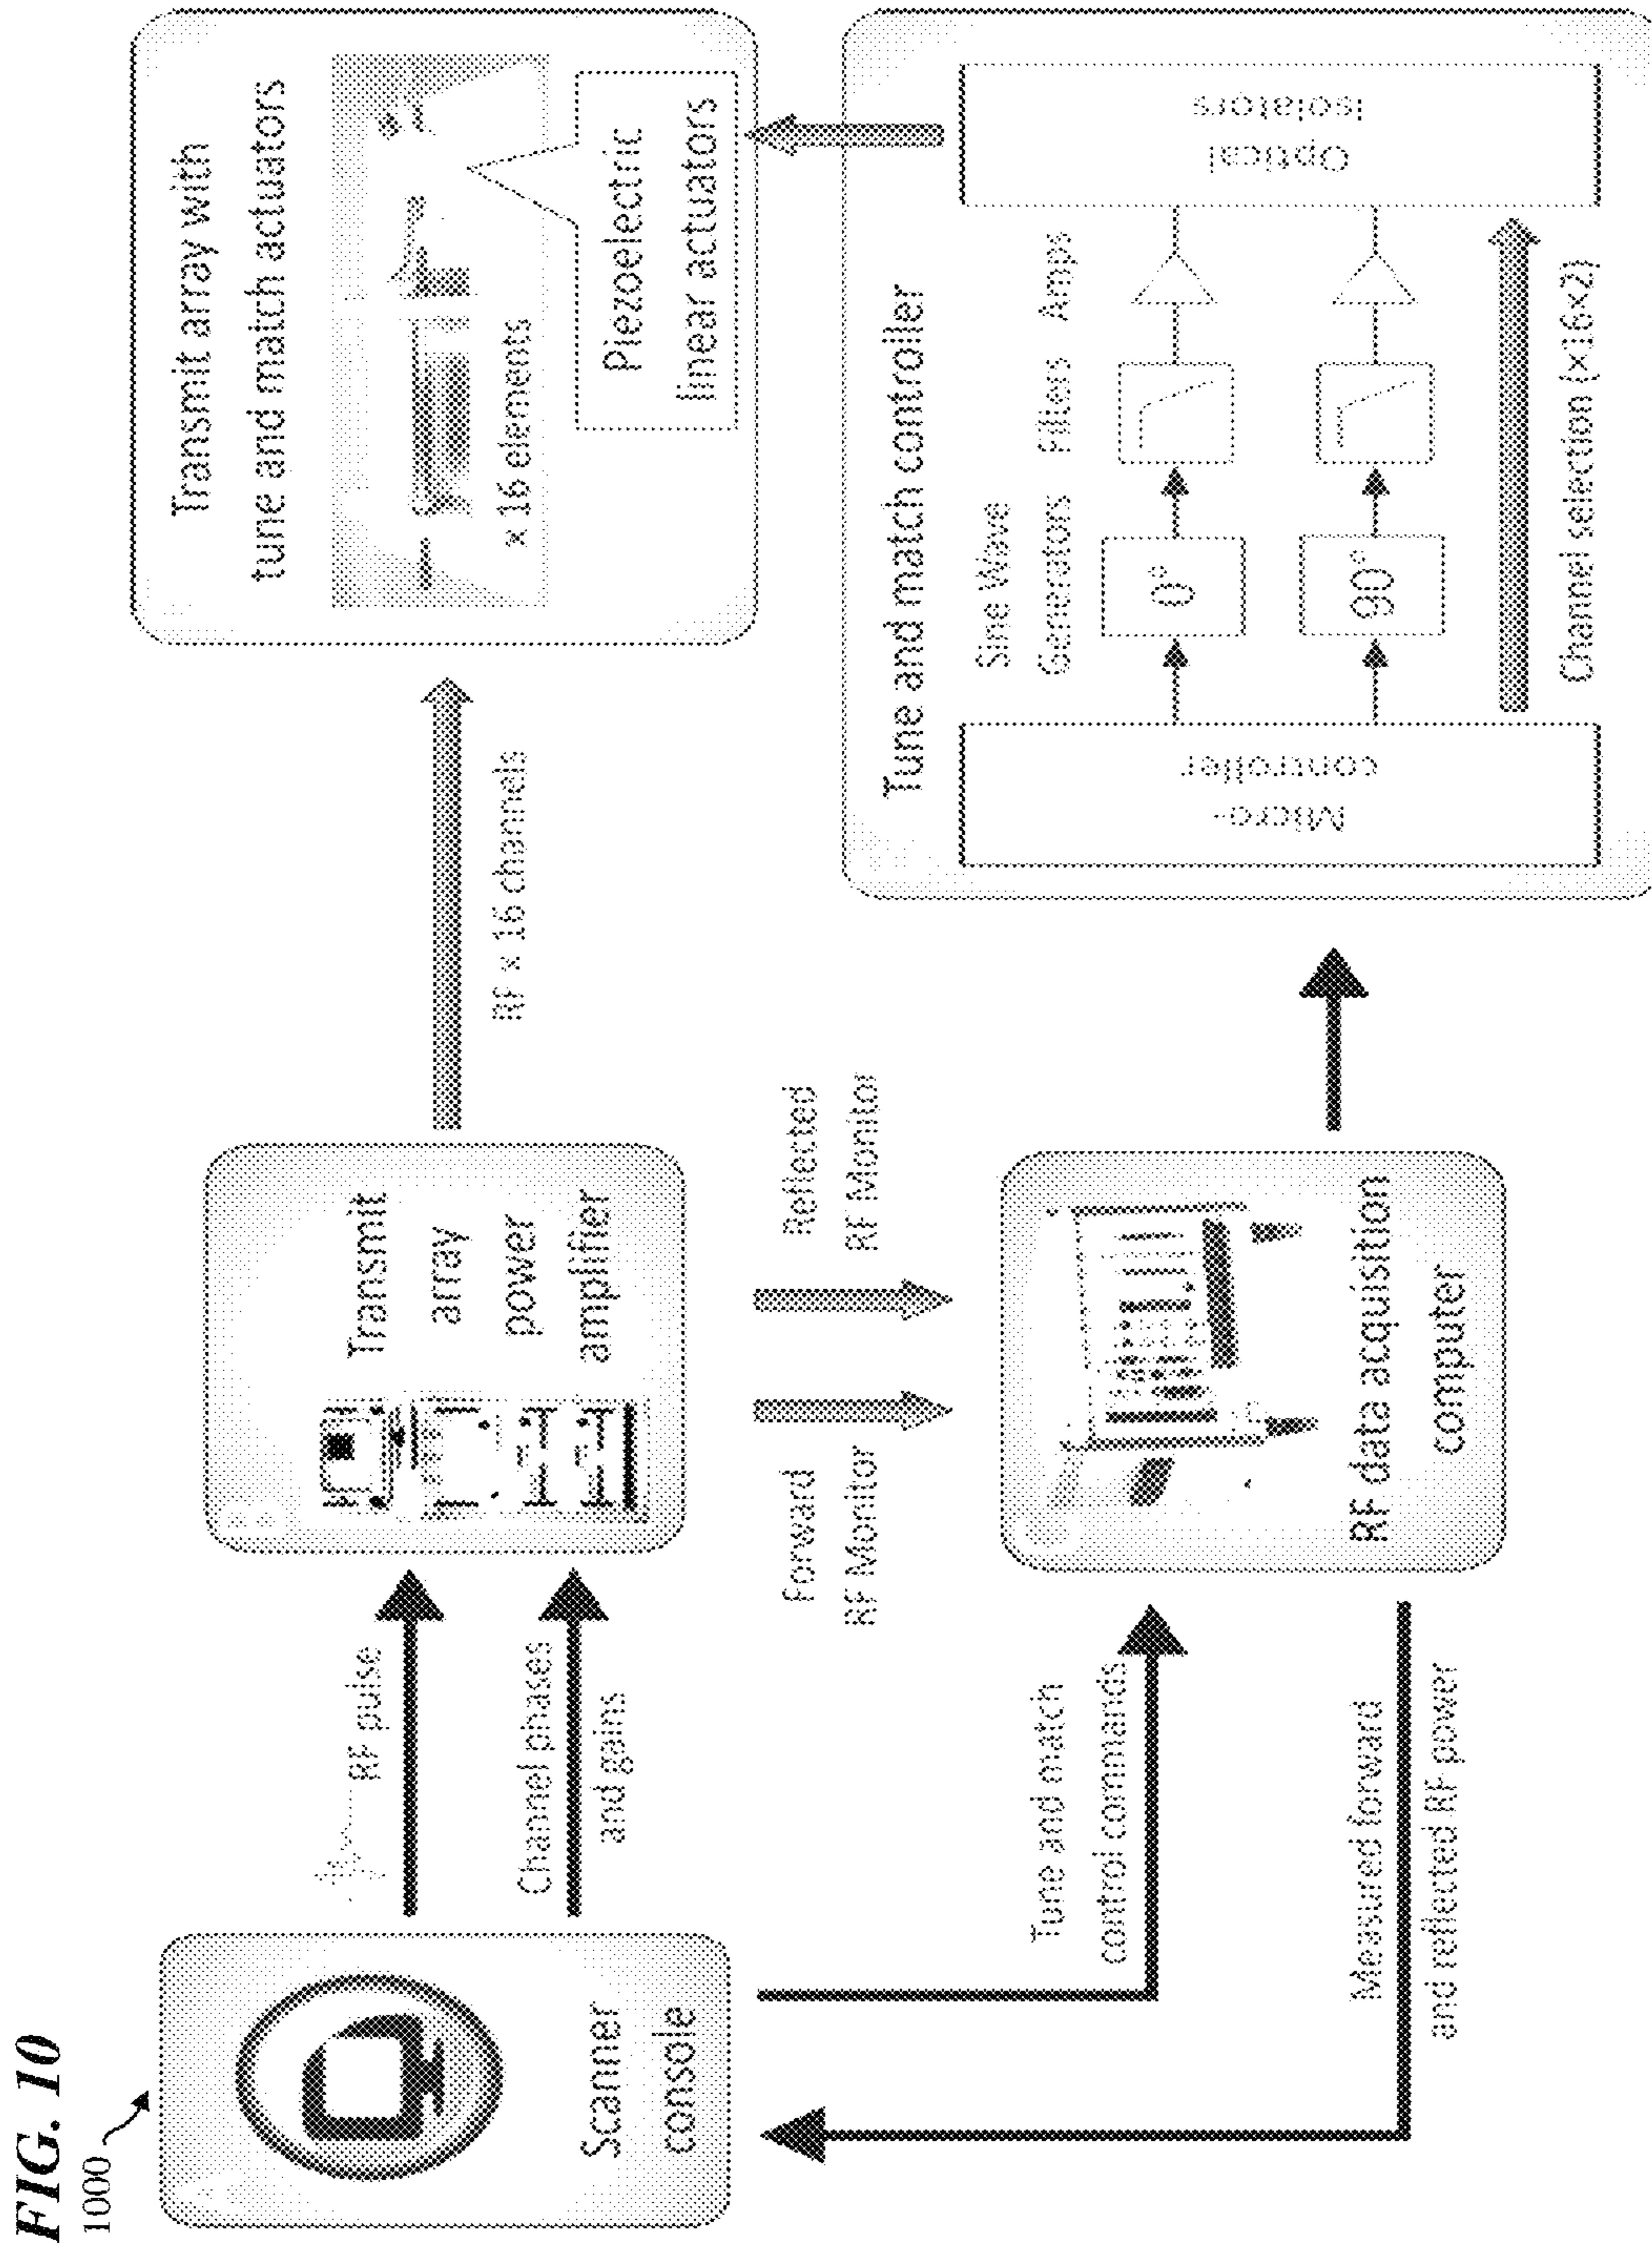 FIG. 10
1000
Scanner
console
RF pulse
Channel phases
and gains
Transmit
array
power
amplifier
RF x 16 channels
Transmit array with
tune and match actuators
x 16 elements
Piezoelectric
linear actuators
Forward
RF Monitor
Reflected
RF Monitor
Tune and match
control commands
Measured forward
and reflected RF power
RF data acquisition
computer
Tune and match controller
Micro-
controller
Sine Wave
Generators
Filters
Amps
0°
90°
Optical
isolators
Channel selection (×16×2)